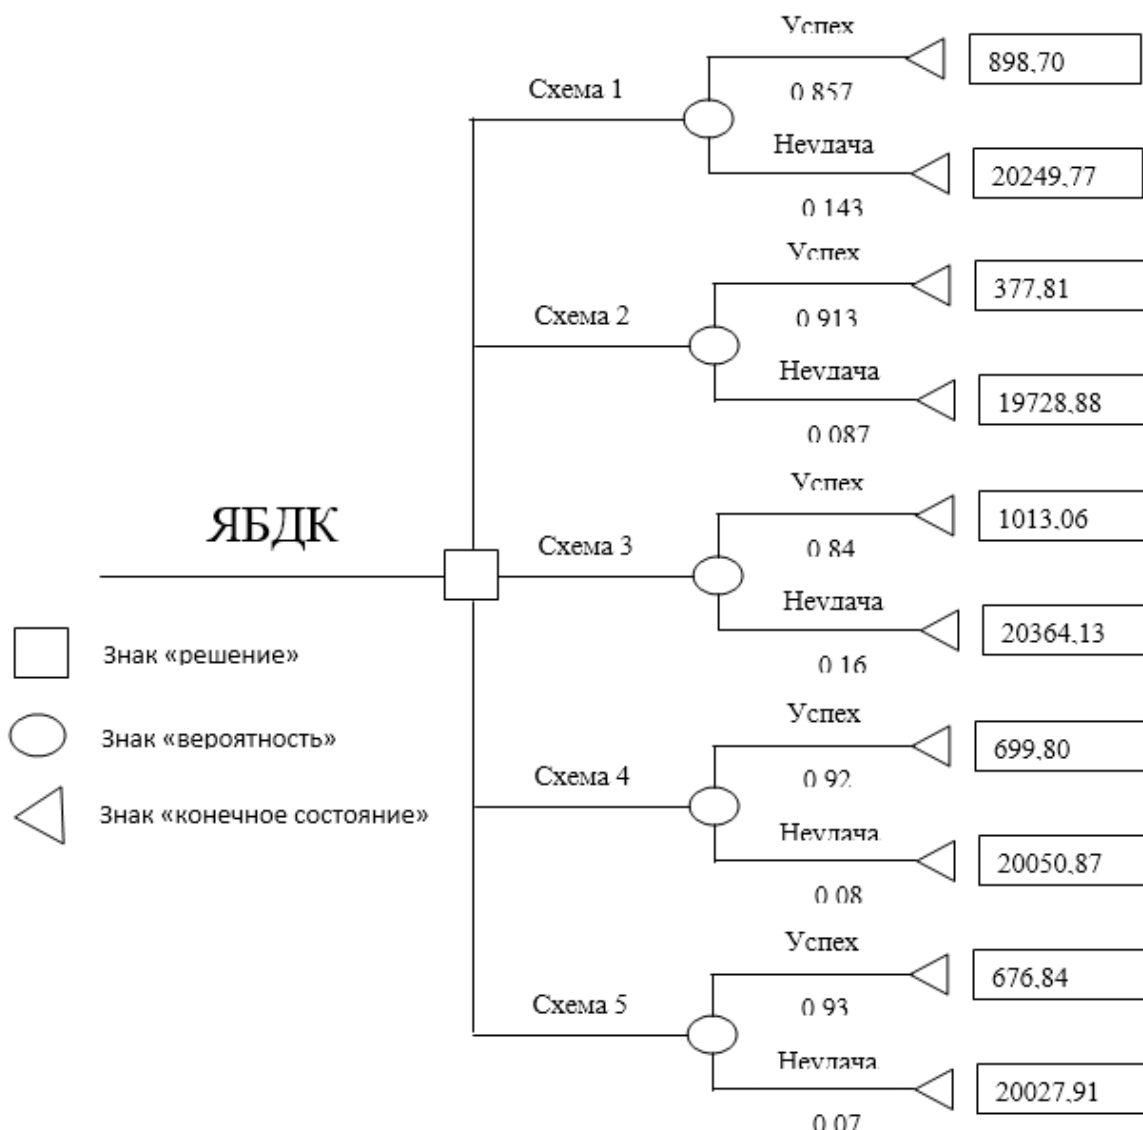 Успех
898,70
Схема 1
0.857
Неудача
20249,77
0.143
Успех
377,81
Схема 2
0.913
Неудача
19728,88
0.087
Успех
1013,06
ЯБДК
Схема 3
0.84
Неудача
20364,13
Знак «решение»
0.16
Успех
Знак «вероятность»
699,80
Схема 4
0.92
Знак «конечное состояние»
Неудача
20050,87
0.08
Успех
676,84
Схема 5
0.93
Неудача
20027,91
0.07